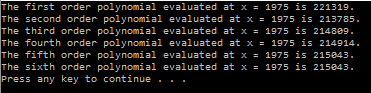 The first order polynomial evaluated at x = 1975 is 221319.
The second order polynomial evaluated at x = 1975 is 213785.
The third order polynomial evaluated at x = 1975 is 214809.
The fourth order polynomial evaluated at x = 1975 is 214914.
The fifth order polynomial evaluated at x = 1975 is 215043.
The sixth order polynomial evaluated at x = 1975 is 215043.
Press any key to continue . . .